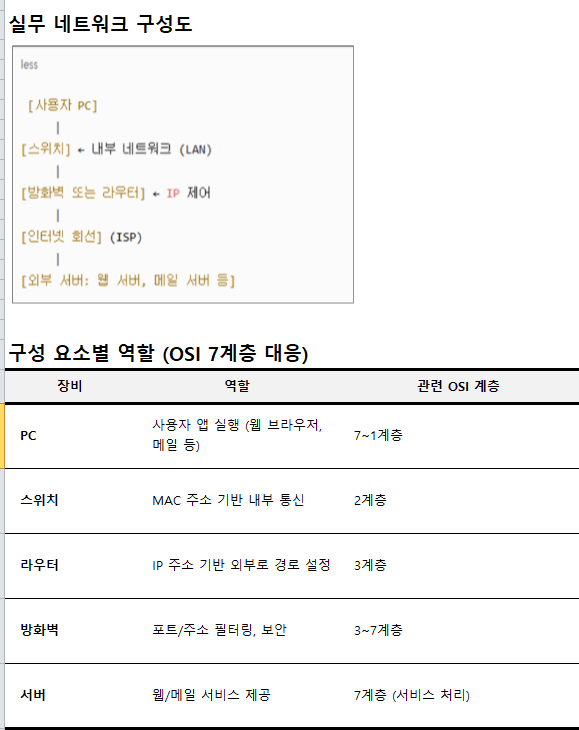 실무 네트워크 구성도
less
[사용자 PC]
|
[스위치] ← 내부 네트워크 (LAN)
|
[방화벽 또는 라우터] ← IP 제어
|
[인터넷 회선] (ISP)
|
[외부 서버: 웹 서버, 메일 서버 등]
구성 요소별 역할 (OSI 7계층 대응)
장비 역할 관련 OSI 계층
PC 사용자 앱 실행 (웹 브라우저, 메일 등) 7~1계층
스위치 MAC 주소 기반 내부 통신 2계층
라우터 IP 주소 기반 외부로 경로 설정 3계층
방화벽 포트/주소 필터링, 보안 3~7계층
서버 웹/메일 서비스 제공 7계층 (서비스 처리)